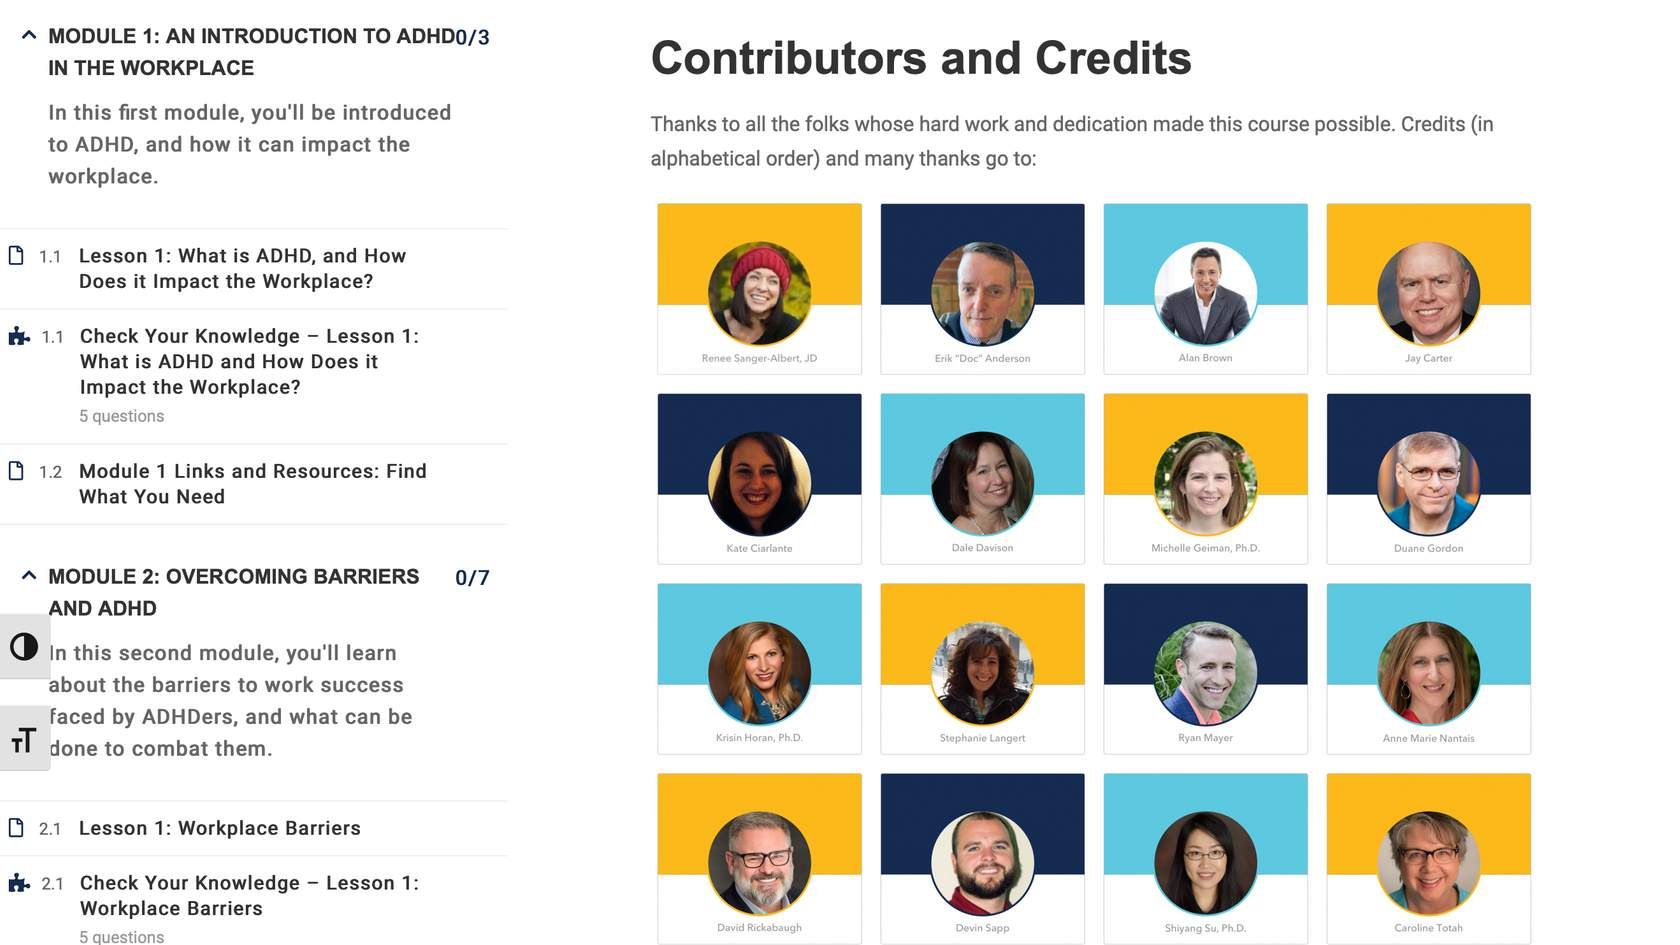 MODULE 1: AN INTRODUCTION TO ADHD 0/3
IN THE WORKPLACE
In this first module, you'll be introduced
to ADHD, and how it can impact the
workplace.
1.1 Lesson 1: What is ADHD, and How
Does it Impact the Workplace?
1.1 Check Your Knowledge – Lesson 1:
What is ADHD and How Does it
Impact the Workplace?
5 questions
1.2 Module 1 Links and Resources: Find
What You Need
MODULE 2: OVERCOMING BARRIERS 0/7
AND ADHD
In this second module, you'll learn
about the barriers to work success
faced by ADHDers, and what can be
done to combat them.
2.1 Lesson 1: Workplace Barriers
2.1 Check Your Knowledge – Lesson 1:
Workplace Barriers
5 questions
Contributors and Credits
Thanks to all the folks whose hard work and dedication made this course possible. Credits (in
alphabetical order) and many thanks go to:
Renee Sanger-Albert, JD
Erik "Doc" Anderson
Alan Brown
Jay Carter
Kate Ciarlante
Dale Davison
Michelle Geiman, Ph.D.
Duane Gordon
Krisin Horan, Ph.D.
Stephanie Langert
Ryan Mayer
Anne Marie Nantais
David Rickabaugh
Devin Sapp
Shiyang Su, Ph.D.
Caroline Totah